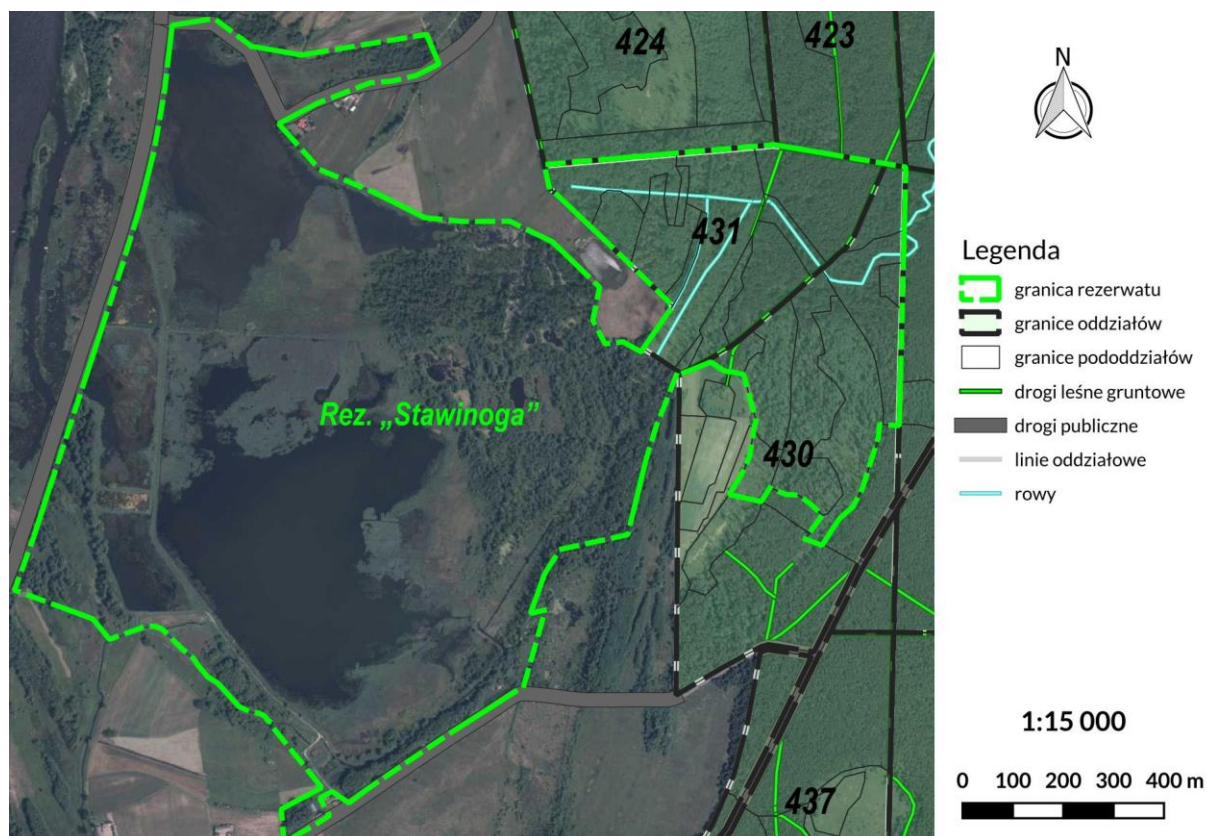 424
423
N
431
Legenda
granica rezerwatu
granice oddziałów
granice pododdziałów
drogi leśne gruntowe
drogi publiczne
linie oddziałowe
rowy
Rez. „Stawinoga”
430
1:15 000
0 100 200 300 400 m
437